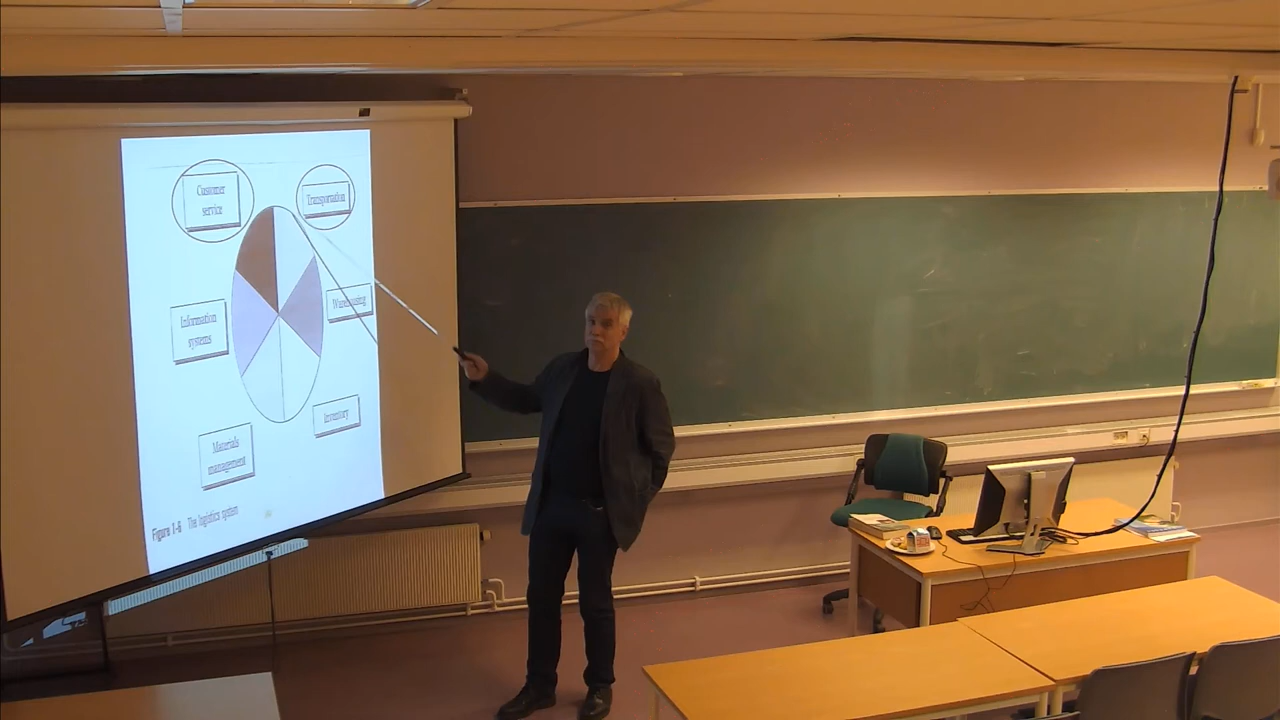 Customer
service
Transportation
Warehousing
Information
systems
Inventory
Materials
management
Figure 1-6 The logistics system